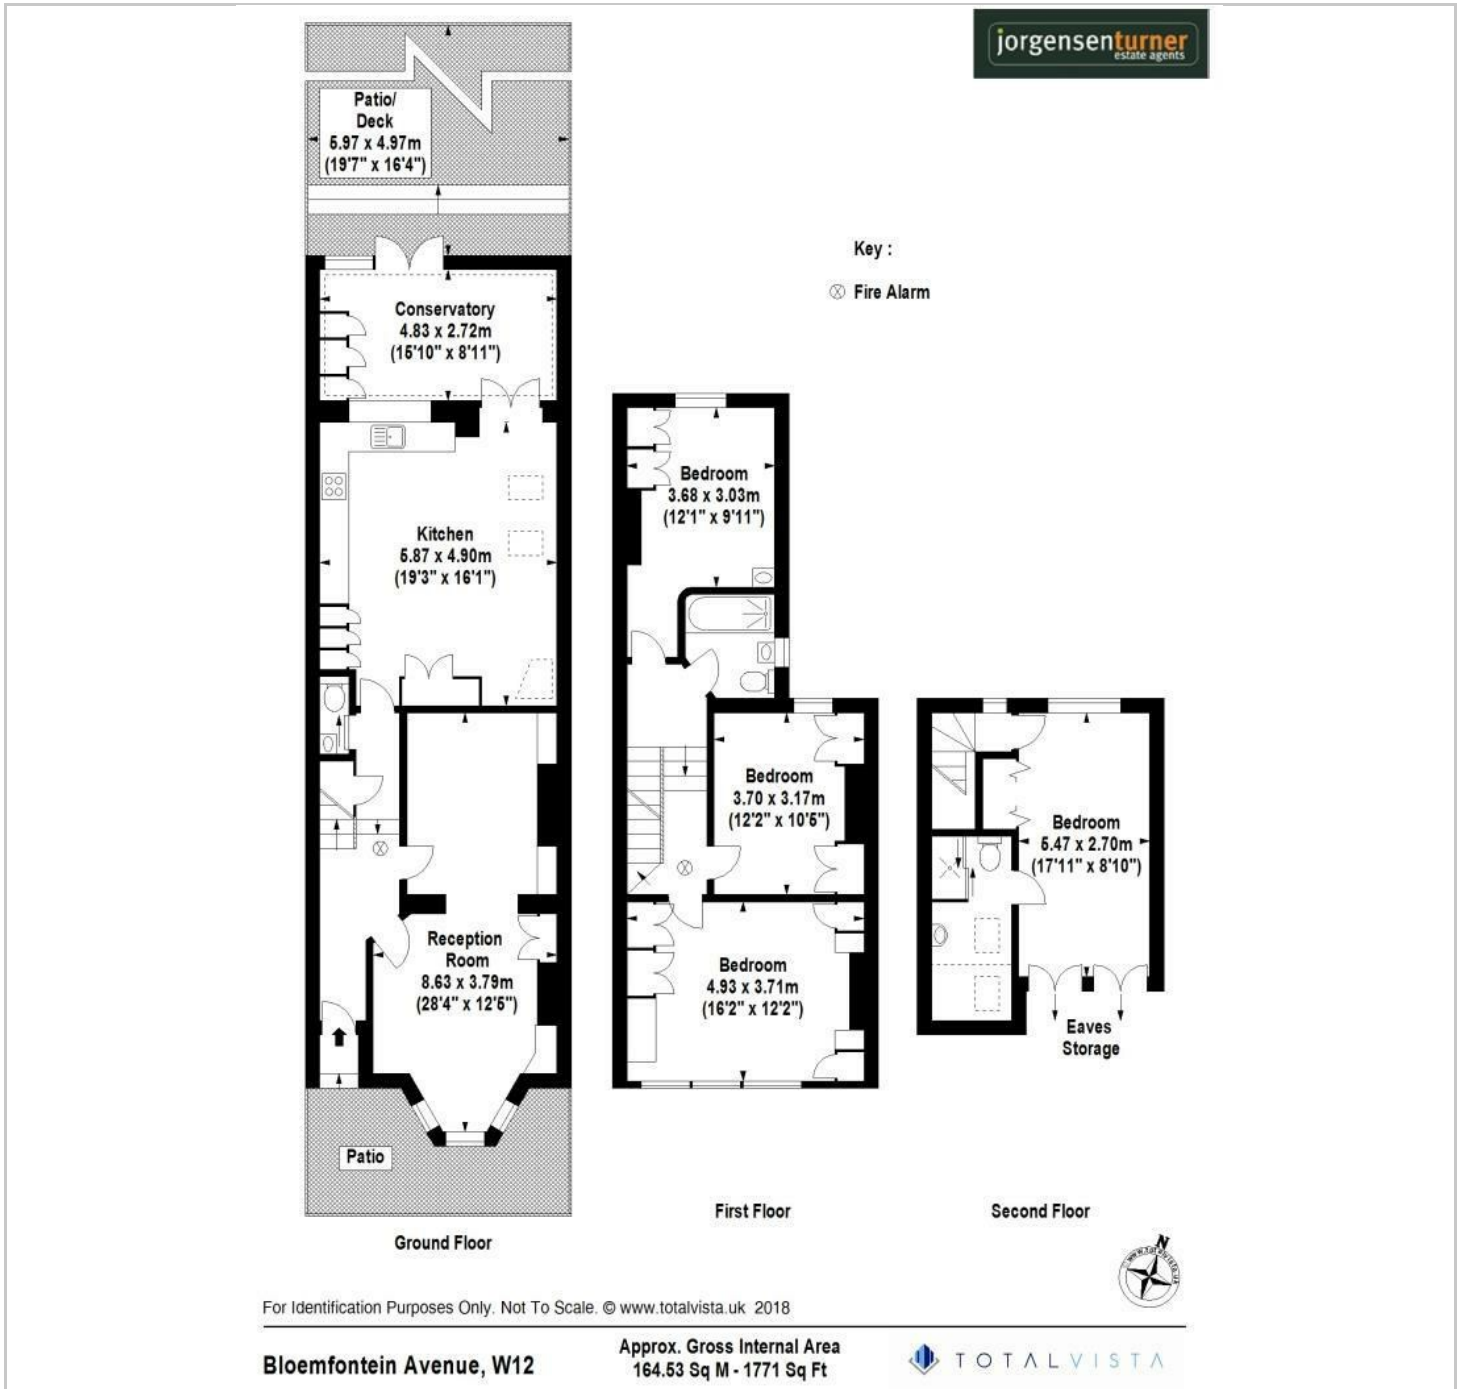 jorgensenturner
estate agents
Patio/
Deck
5.97 x 4.97m
(19'7" x 16'4")
Key :
Fire Alarm
Conservatory
4.83 x 2.72m
(15'10" x 8'11")
Bedroom
3.68 x 3.03m
(12'1" x 9'11")
Kitchen
5.87 x 4.90m
(19'3" x 16'1")
Bedroom
3.70 x 3.17m
(12'2" x 10'5")
Bedroom
5.47 x 2.70m
(17'11" x 8'10")
Reception
Room
8.63 x 3.79m
(28'4" x 12'5")
Bedroom
4.93 x 3.71m
(16'2" x 12'2")
Eaves
Storage
Patio
First Floor
Second Floor
Ground Floor
N
www.totalvista.uk
For Identification Purposes Only. Not To Scale. © www.totalvista.uk 2018
Bloemfontein Avenue, W12
Approx. Gross Internal Area
164.53 Sq M - 1771 Sq Ft
TOTALVISTA